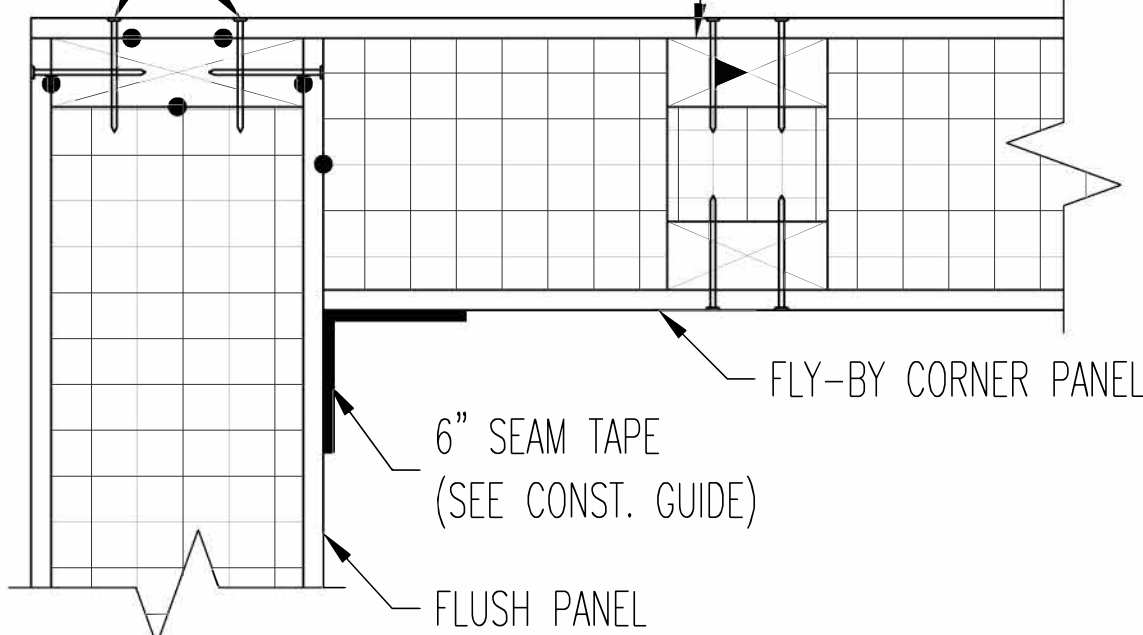 FLY-BY CORNER PANEL
6” SEAM TAPE
(SEE CONST. GUIDE)
FLUSH PANEL